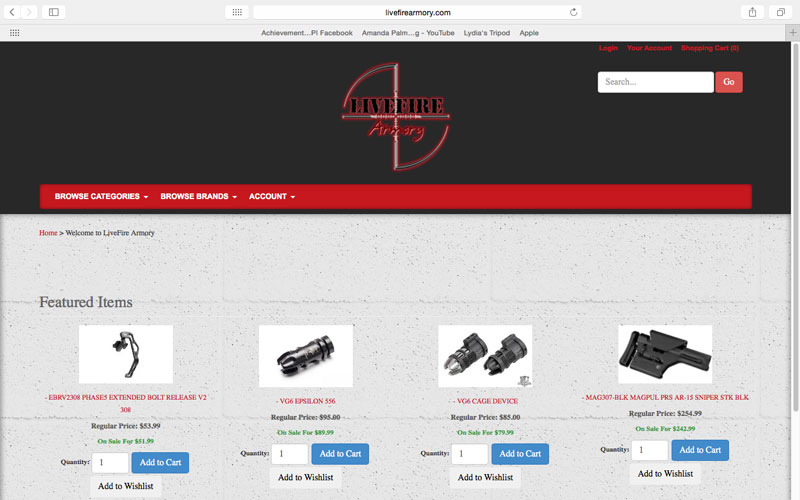 livefirearmory.com
Achievement...PI Facebook Amanda Palm...g - YouTube Lydia's Tripod Apple
Login Your Account Shopping Cart (0)
Search... Go
LIVEFIRE
Armory
BROWSE CATEGORIES BROWSE BRANDS ACCOUNT
Home > Welcome to LiveFire Armory
Featured Items
- EBRV2308 PHASE5 EXTENDED BOLT RELEASE V2 - VG6 EPSILON 556 - VG6 CAGE DEVICE - MAG307-BLK MAGPUL PRS AR-15 SNIPER STK BLK
308
Regular Price: $53.99 Regular Price: $95.00 Regular Price: $85.00 Regular Price: $254.99
On Sale For $51.99 On Sale For $89.99 On Sale For $79.99 On Sale For $242.99
Quantity: 1 Add to Cart Quantity: 1 Add to Cart Quantity: 1 Add to Cart Quantity: 1 Add to Cart
Add to Wishlist Add to Wishlist Add to Wishlist Add to Wishlist